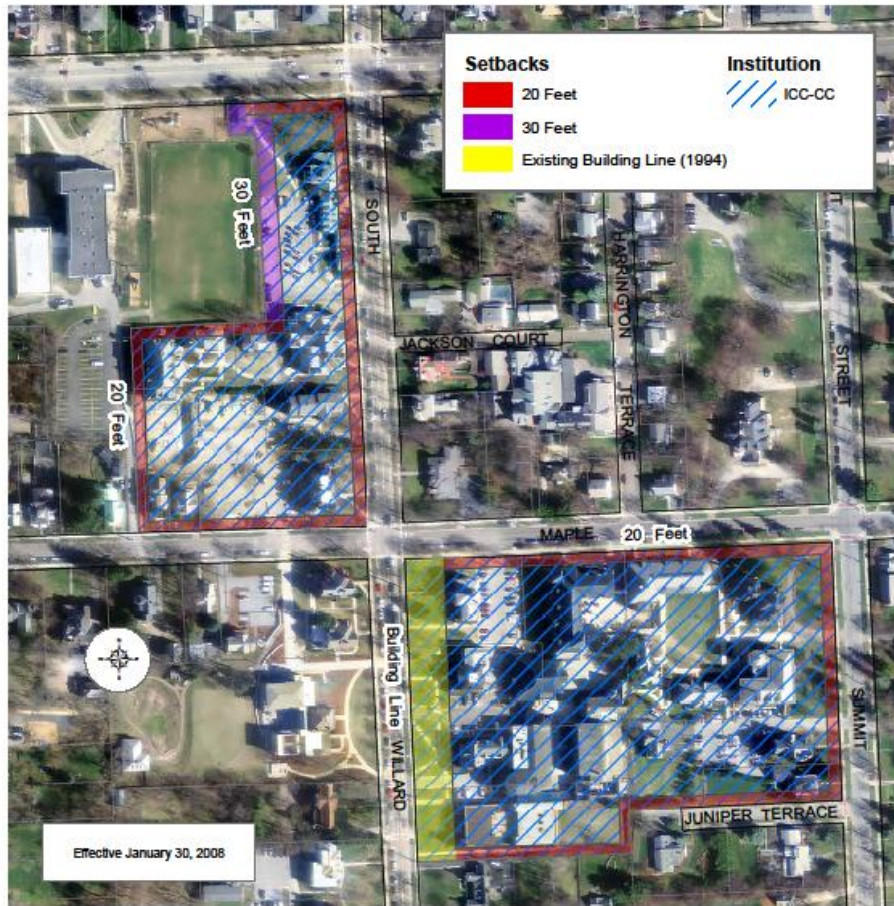 Setbacks
20 Feet
30 Feet
Existing Building Line (1994)
Institution
ICC-CC
30 Feet
SOUTH
HARRINGTON
TERRACE
JACKSON COURT
STREET
20 Feet
MAPLE
20 Feet
Building Line
WILLARD
SUMMIT
JUNIPER TERRACE
Effective January 30, 2008